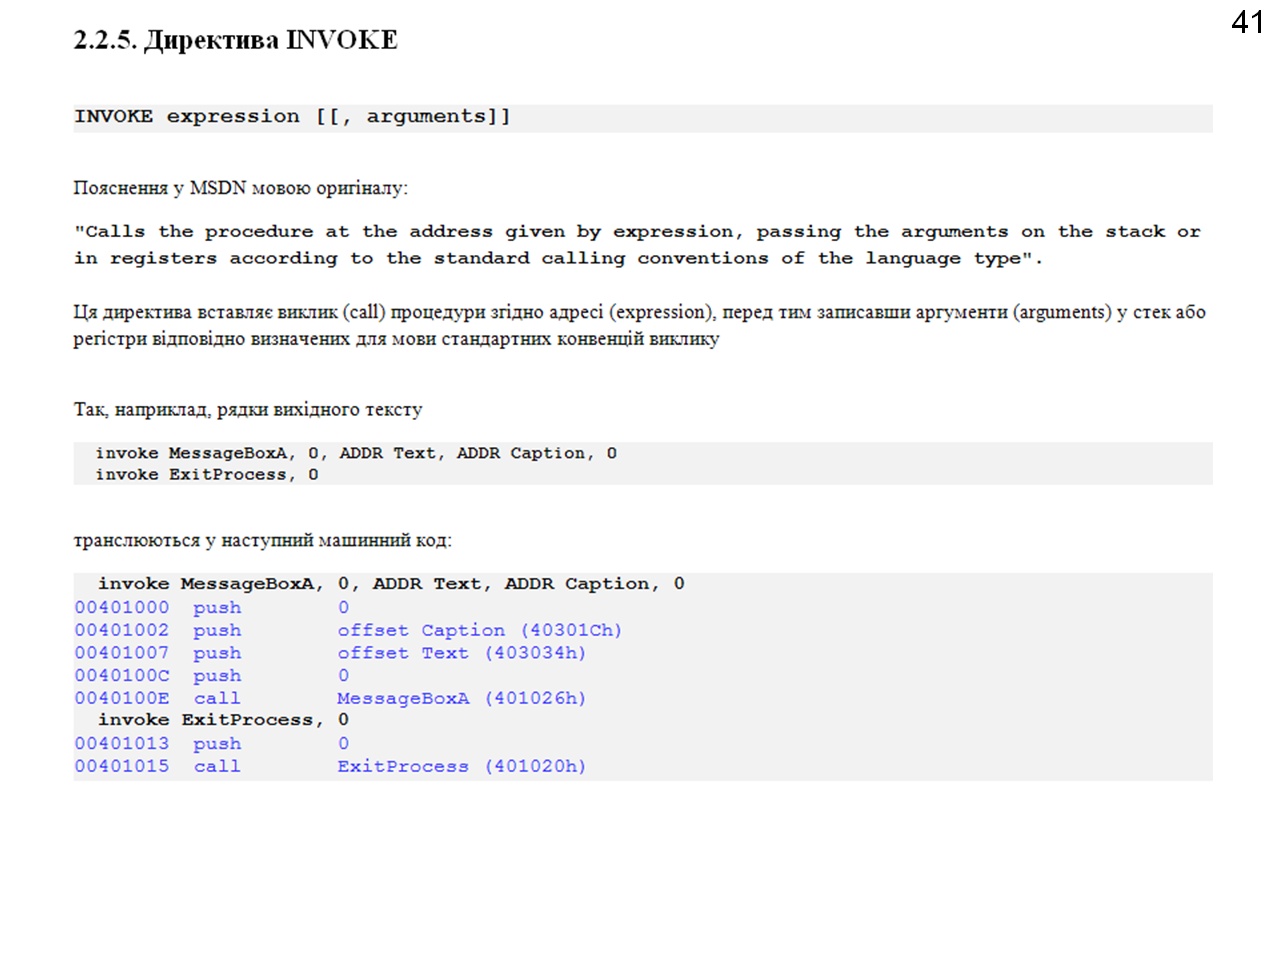 41
2.2.5. Директива INVOKE
INVOKE expression [[, arguments]]
Пояснення у MSDN мовою оригіналу:
"Calls the procedure at the address given by expression, passing the arguments on the stack or
in registers according to the standard calling conventions of the language type".
Ця директива вставляє виклик (call) процедури згідно адресі (expression), перед тим записавши аргументи (arguments) у стек або
регістри відповідно визначених для мови стандартних конвенцій виклику
Так, наприклад, рядки вихідного тексту
invoke MessageBoxA, 0, ADDR Text, ADDR Caption, 0
invoke ExitProcess, 0
транслюються у наступний машинний код:
invoke MessageBoxA, 0, ADDR Text, ADDR Caption, 0
00401000 push 0
00401002 push offset Caption (40301Ch)
00401007 push offset Text (403034h)
0040100C push 0
0040100E call MessageBoxA (401026h)
invoke ExitProcess, 0
00401013 push 0
00401015 call ExitProcess (401020h)